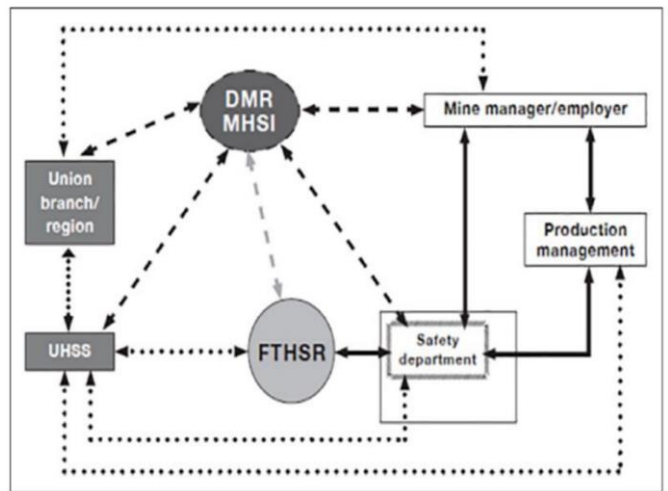 DMR
MHSI
Mine manager/employer
Union
branch/
region
Production
management
UHSS
FTHSR
Safety
department